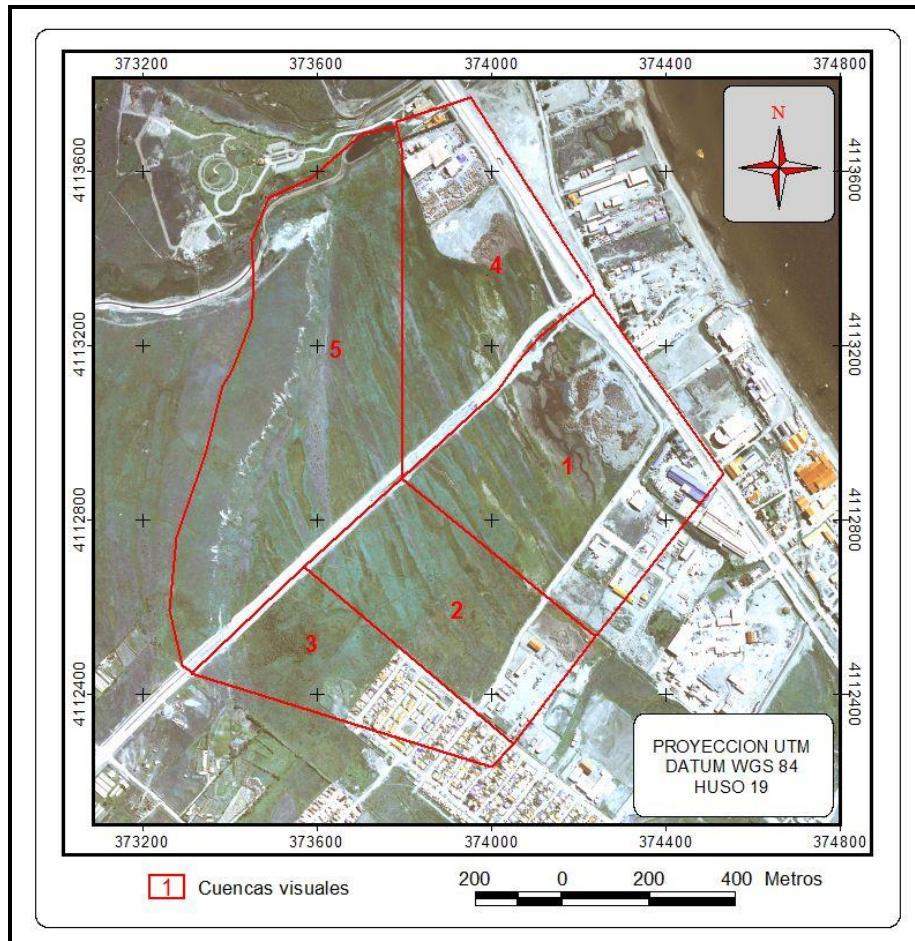 373200 373600 374000 374400 374800
N
4113600 4113600
4
5
4113200 4113200
1
4112800 4112800
2
3
4112400 4112400
PROYECCION UTM
DATUM WGS 84
HUSO 19
373200 373600 374000 374400 374800
1 Cuencas visuales
200 0 200 400 Metros